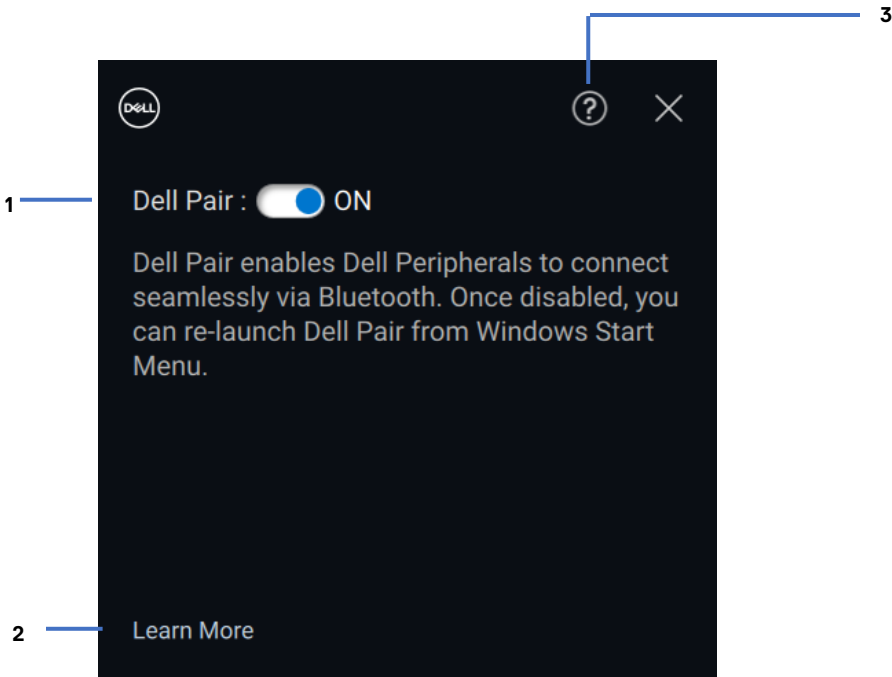 3
DELL
?
1
Dell Pair : ON
Dell Pair enables Dell Peripherals to connect
seamlessly via Bluetooth. Once disabled, you
can re-launch Dell Pair from Windows Start
Menu.
2
Learn More